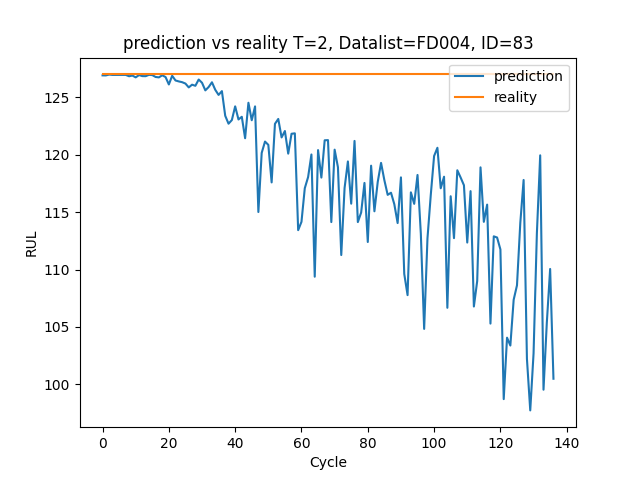 prediction vs reality T=2, Datalist=FD004, ID=83
prediction
reality
RUL
125
120
115
110
105
100
0 20 40 60 80 100 120 140
Cycle